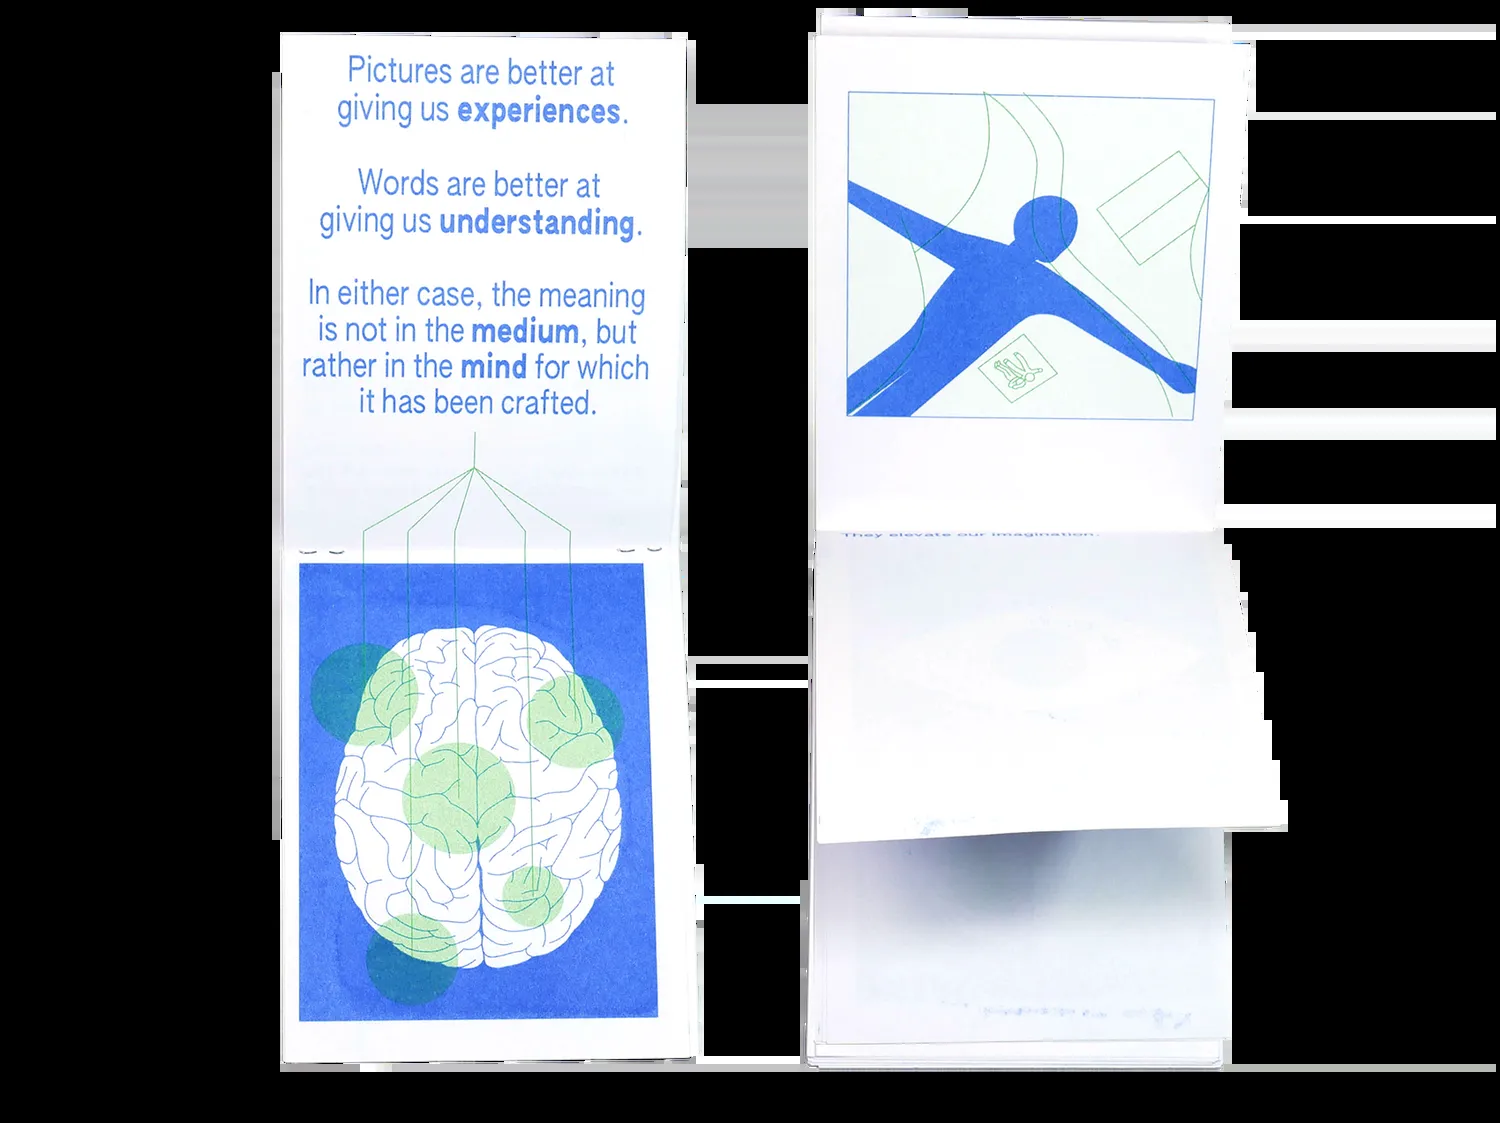 Pictures are better at
giving us experiences.
Words are better at
giving us understanding.
In either case, the meaning
is not in the medium, but
rather in the mind for which
it has been crafted.
They elevate our imagination.